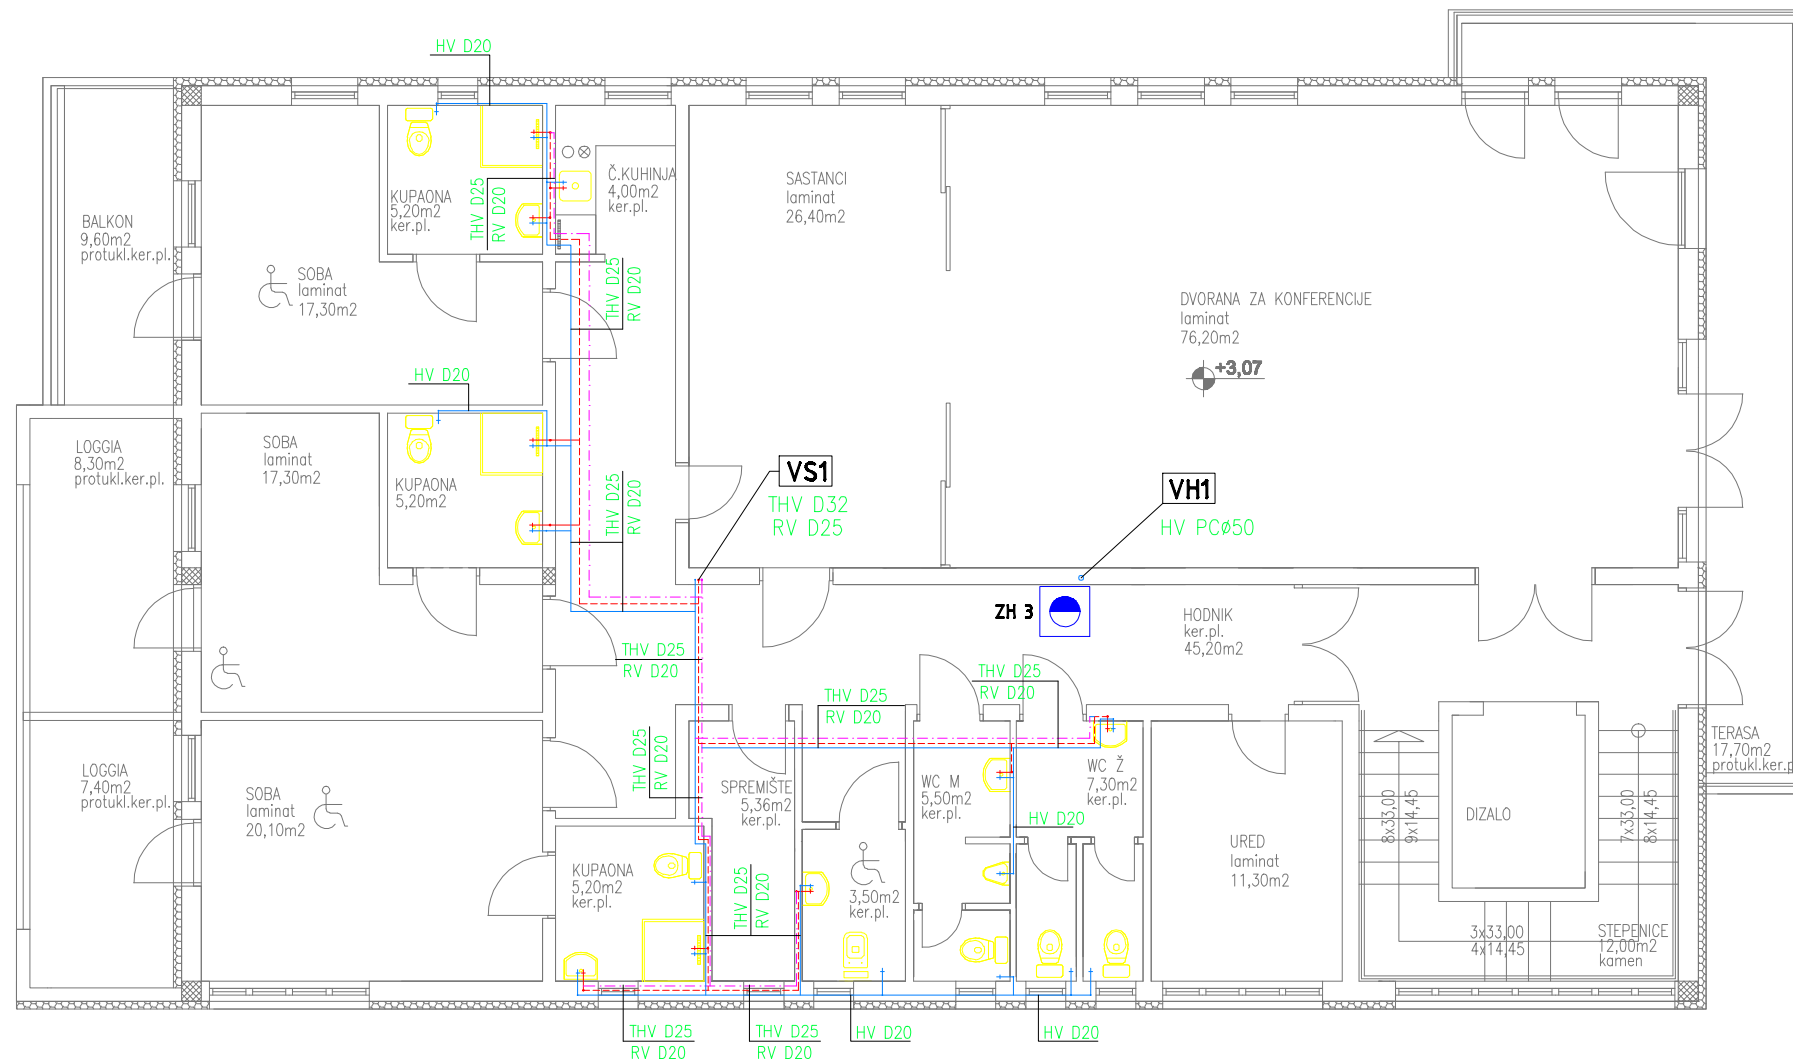 HV D20
BALKON
9,60m2
protukl.ker.pl.
KUPAONA
5,20m2
ker.pl.
THV D25
RV D20
Č.KUHINJA
4,00m2
ker.pl.
SASTANCI
laminat
26,40m2
SOBA
laminat
17,30m2
THV D25
RV D20
DVORANA ZA KONFERENCIJE
laminat
76,20m2
+3,07
HV D20
LOGGIA
8,30m2
protukl.ker.pl.
SOBA
laminat
17,30m2
KUPAONA
5,20m2
THV D25
RV D20
VS1
THV D32
RV D25
VH1
HV PCø50
ZH 3
HODNIK
ker.pl.
45,20m2
THV D25
RV D20
THV D25
RV D20
THV D25
RV D20
THV D25
RV D20
LOGGIA
7,40m2
protukl.ker.pl.
SOBA
laminat
20,10m2
SPREMIŠTE
5,36m2
ker.pl.
WC M
5,50m2
ker.pl.
WC Ž
7,30m2
ker.pl.
HV D20
TERASA
17,70m2
protukl.ker.p
8x33,00
9x14,45
DIZALO
7x33,00
8x14,45
KUPAONA
5,20m2
ker.pl.
THV D25
RV D20
3,50m2
ker.pl.
URED
laminat
11,30m2
3x33,00
4x14,45
STEPENICE
12,00m2
kamen
THV D25
RV D20
THV D25
RV D20
HV D20
HV D20